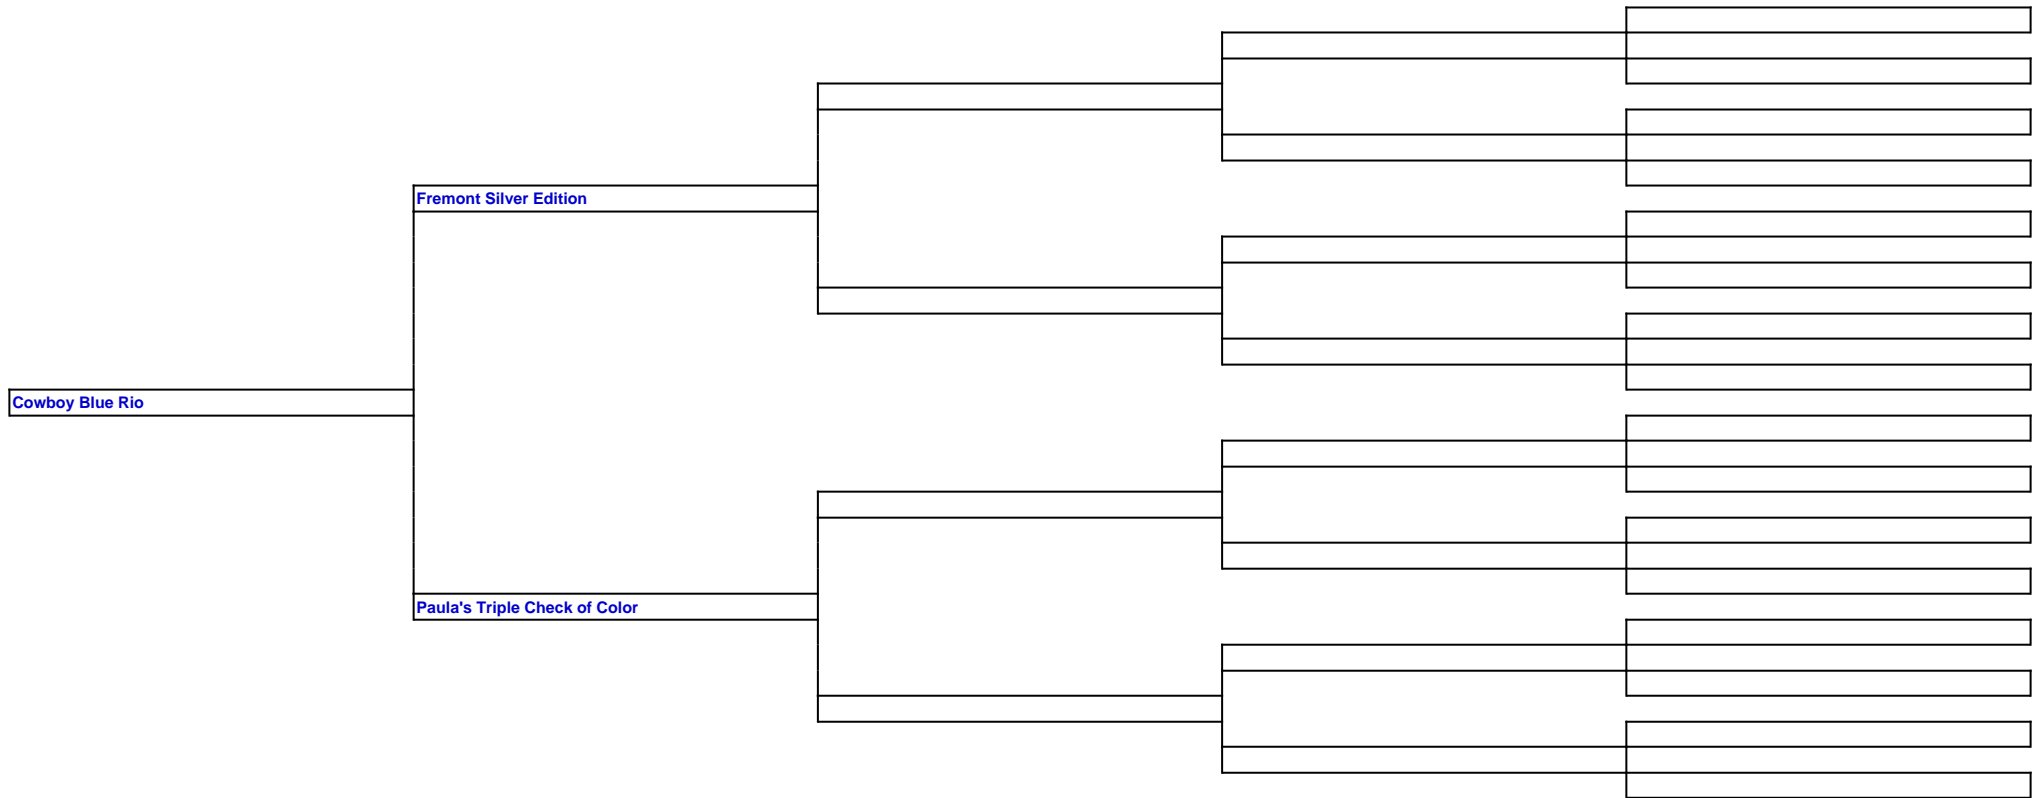 Fremont Silver Edition
Cowboy Blue Rio
Paula's Triple Check of Color